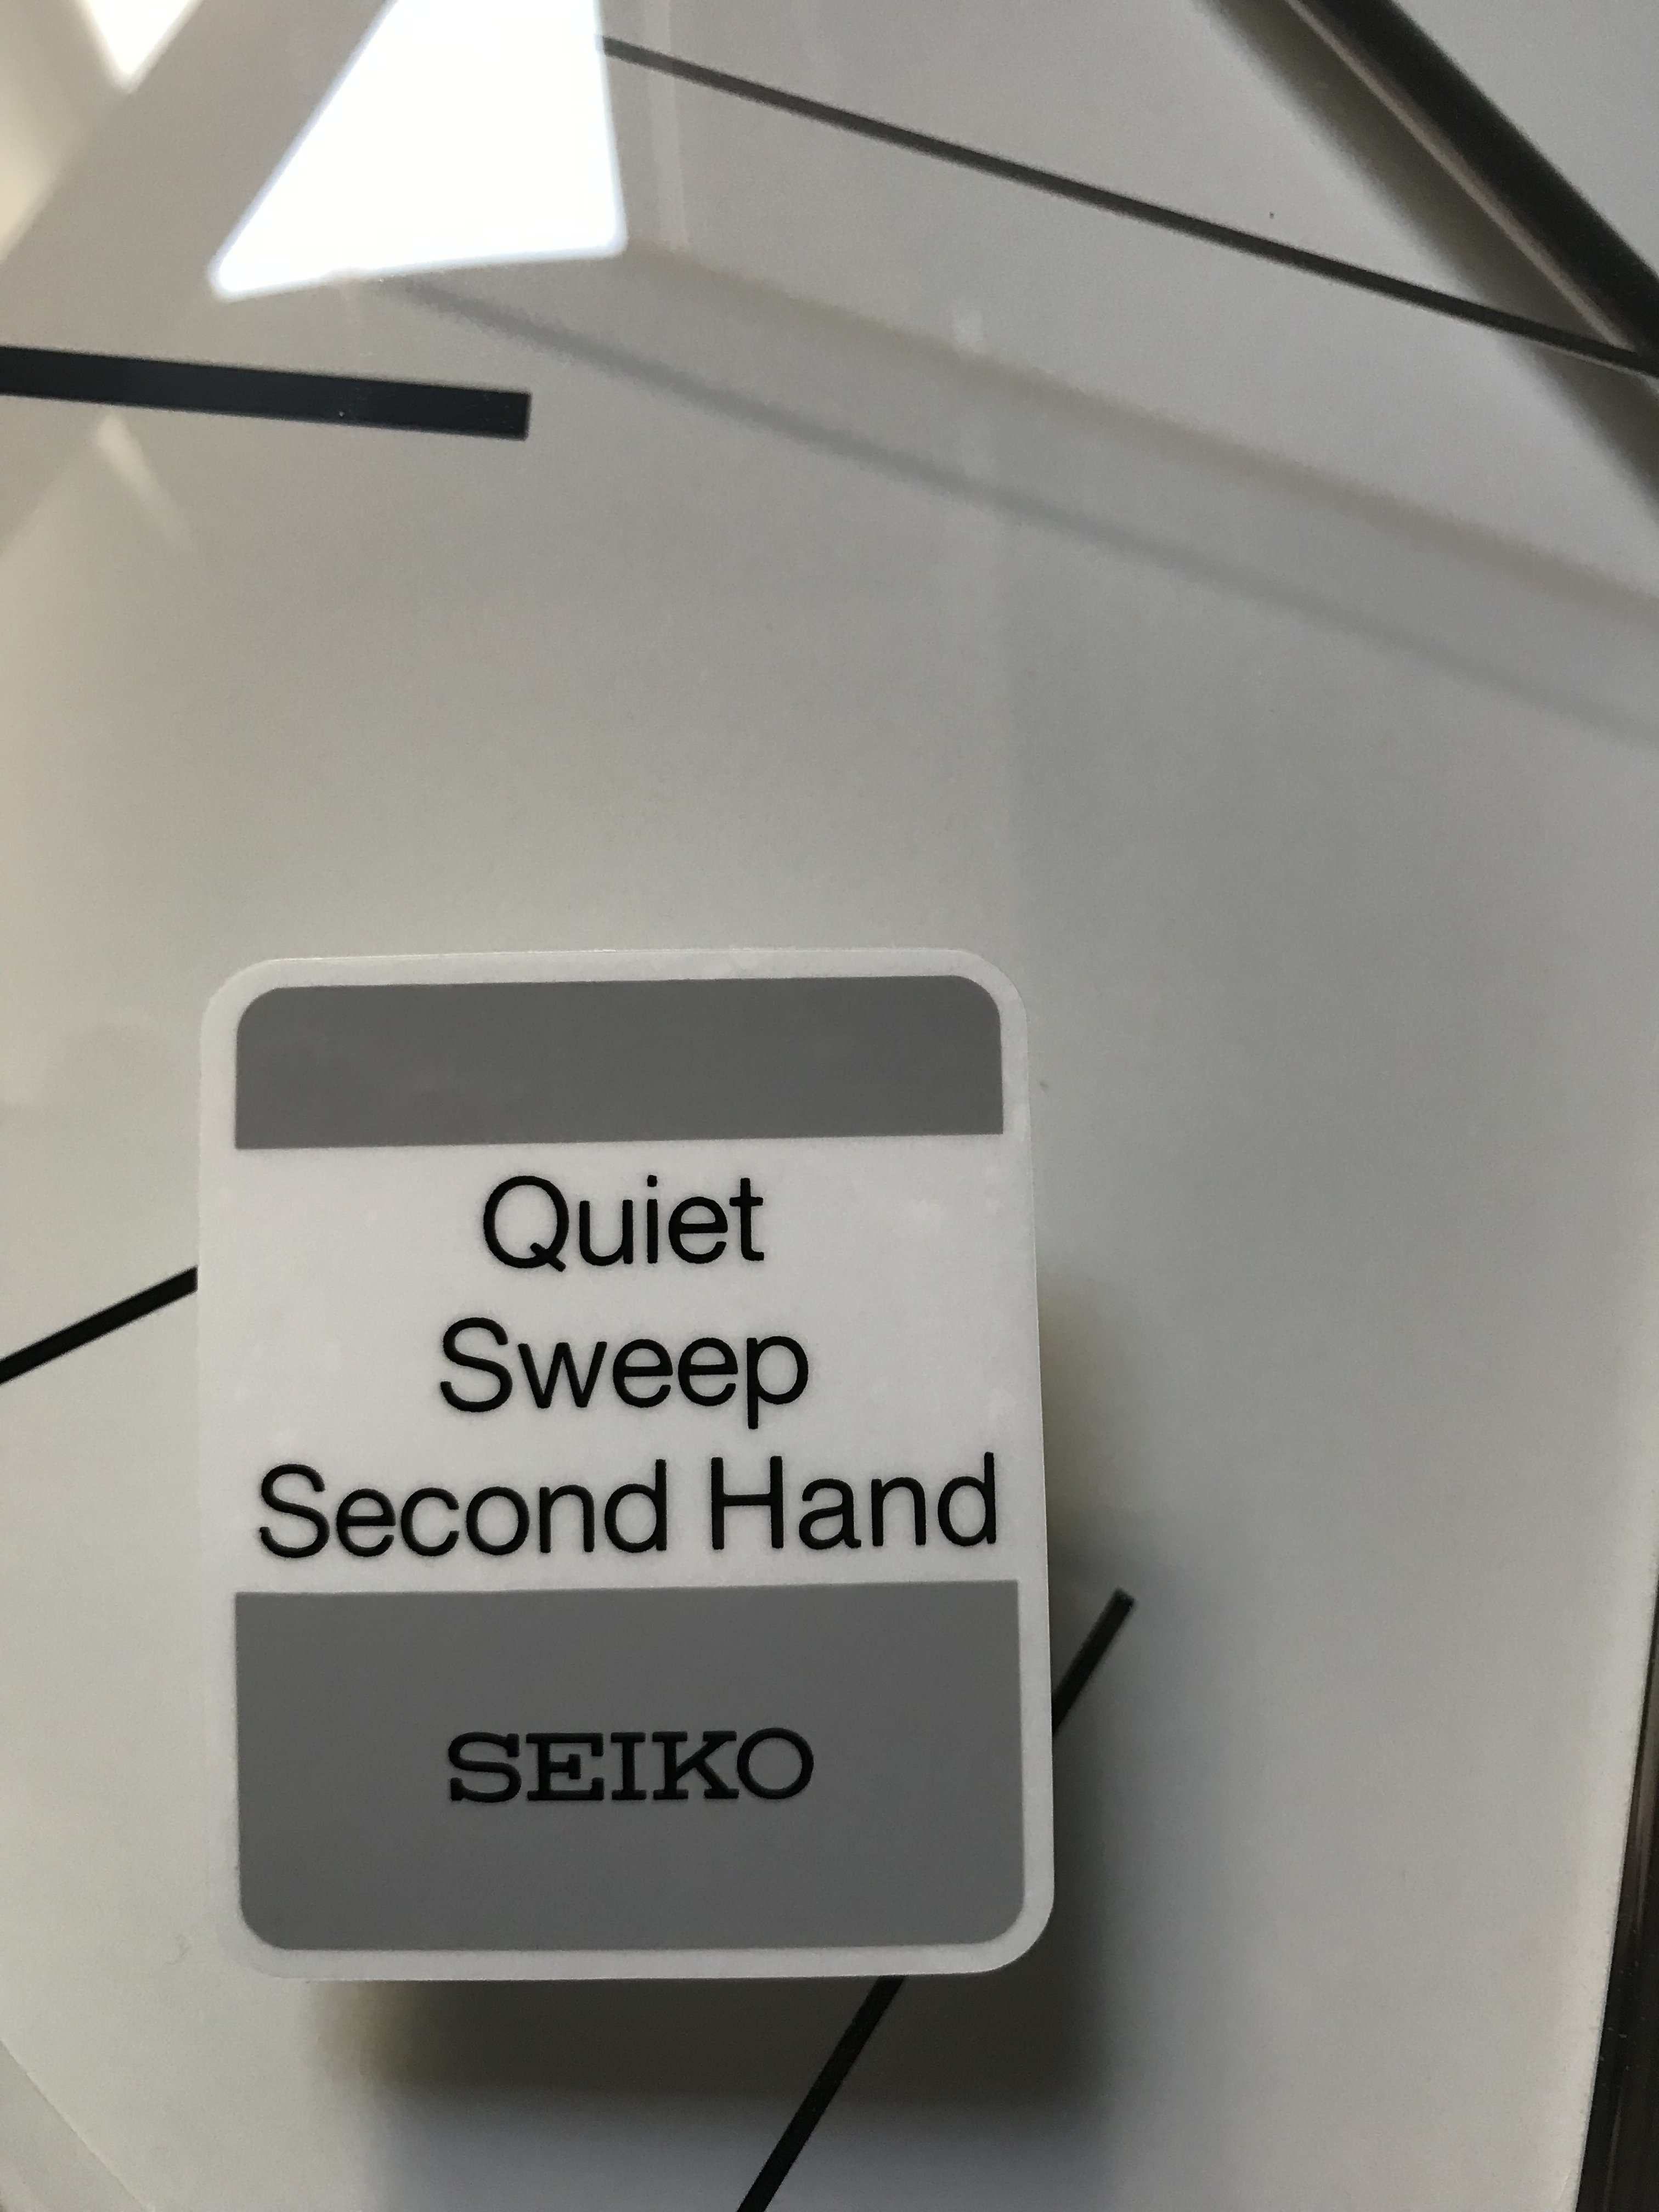 Quiet
Sweep
Second Hand
SEIKO